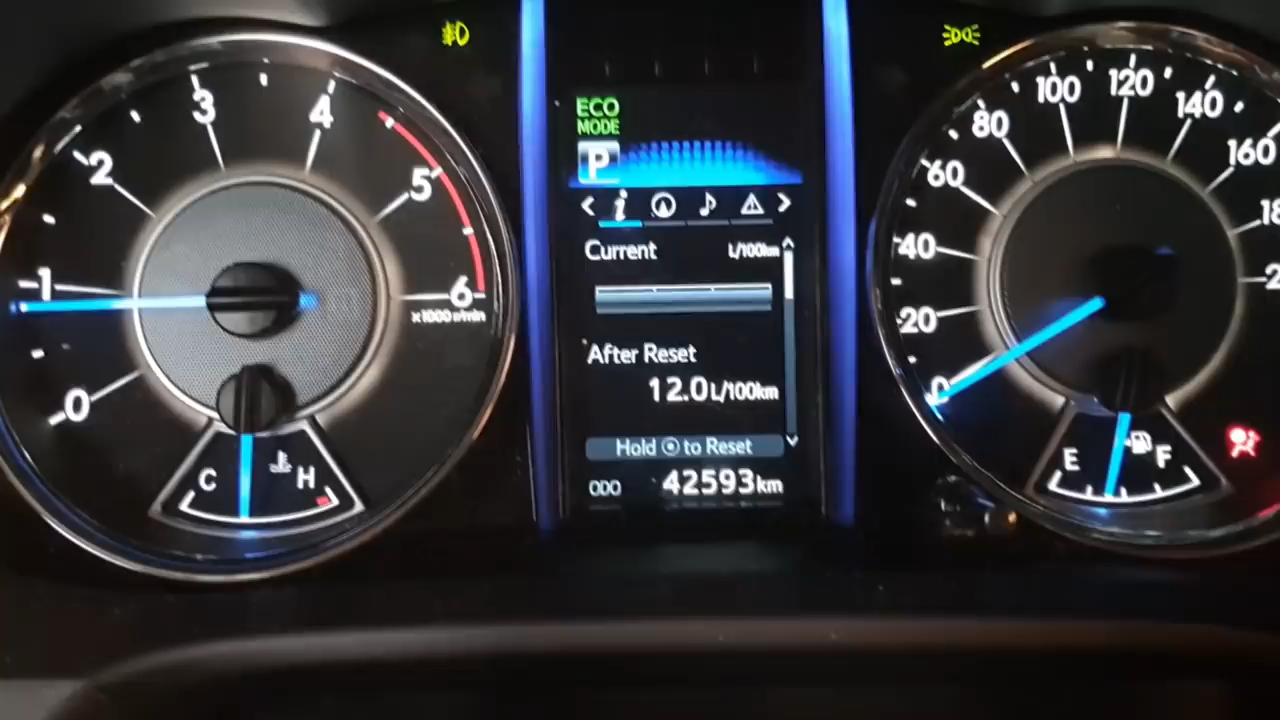 0
1
2
3
4
5
6
x1000 r/min
C
H
ECO
MODE
P
i
Current L/100km
After Reset
12.0 L/100km
Hold to Reset
ODO 42593 km
0
20
40
60
80
100
120
140
160
E
F